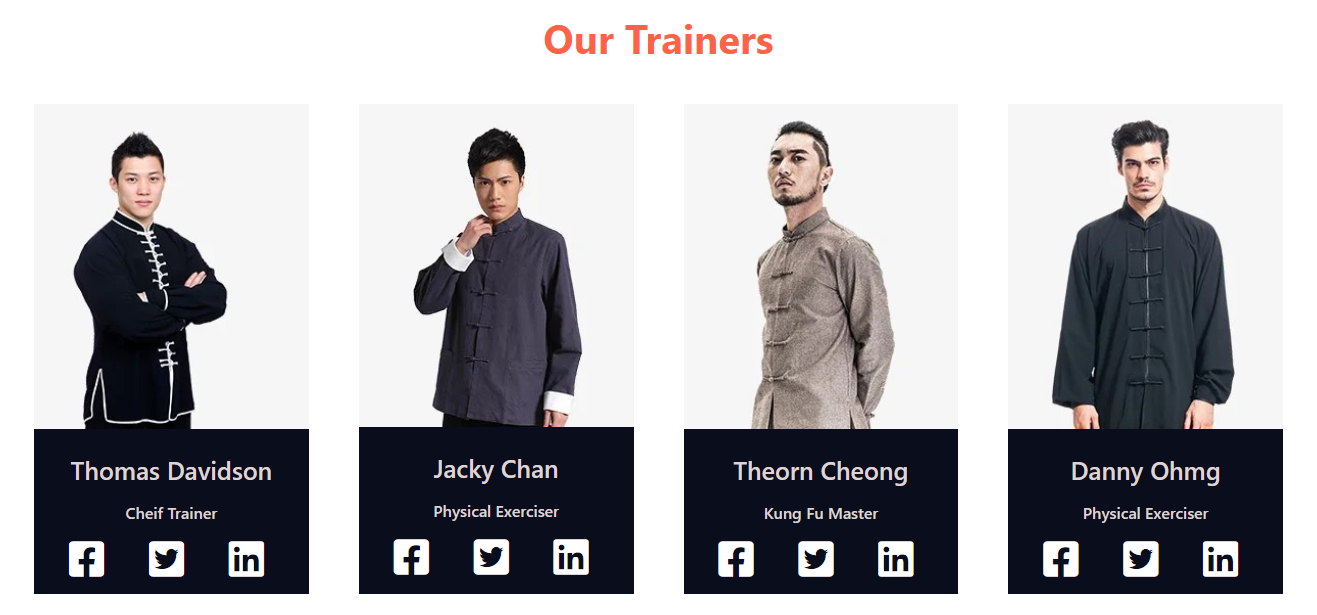 Our Trainers
Thomas Davidson
Cheif Trainer
Jacky Chan
Physical Exerciser
Theorn Cheong
Kung Fu Master
Danny Ohmg
Physical Exerciser